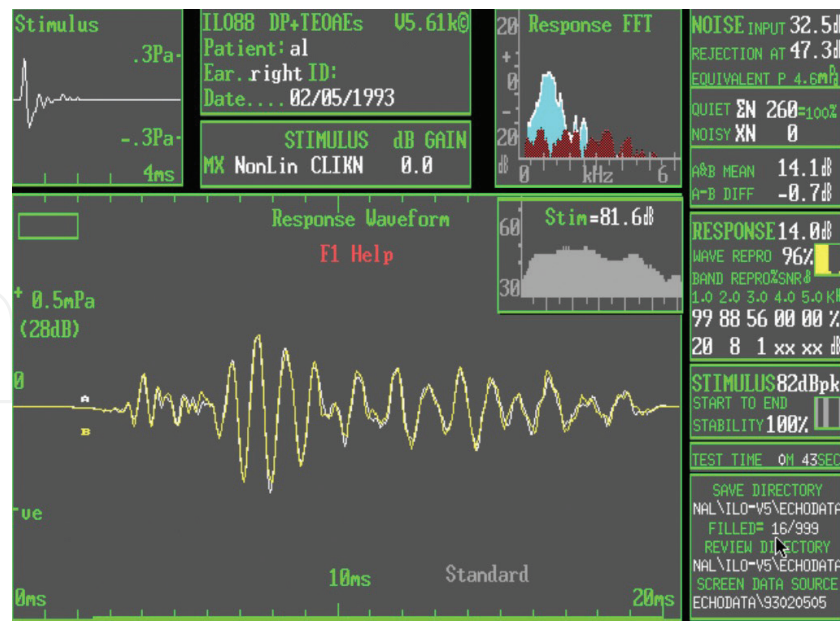 Stimulus
.3Pa-
-.3Pa-
4ms
ILO88 DP+TEOAEs V5.61k©
Patient: al
Ear..right ID:
Date.... 02/05/1993
STIMULUS dB GAIN
MX NonLin CLIKN 0.0
Response FFT
20
+
0
-
20
dB
0 kHz 6
NOISE INPUT 32.5d
REJECTION AT 47.3d
EQUIVALENT P 4.6mP
QUIET ΣN 260=100%
NOISY XN 0
A&B MEAN 14.1dB
A-B DIFF -0.7dB
RESPONSE 14.0dB
WAVE REPRO 96%
BAND REPRO%SNRdB
1.0 2.0 3.0 4.0 5.0 KH
99 88 56 00 00 %
20 8 1 xx xx dB
STIMULUS 82dBpk
START TO END
STABILITY 100%
TEST TIME 0M 43SEC
SAVE DIRECTORY
NAL\ILO-V5\ECHODATA
FILLED= 16/999
REVIEW DIRECTORY
NAL\ILO-V5\ECHODATA
SCREEN DATA SOURCE
ECHODATA\93020505
Response Waveform
F1 Help
60
Stim=81.6dB
30
+ 0.5mPa
(28dB)
0
A
B
-ve
0ms
10ms
Standard
20ms